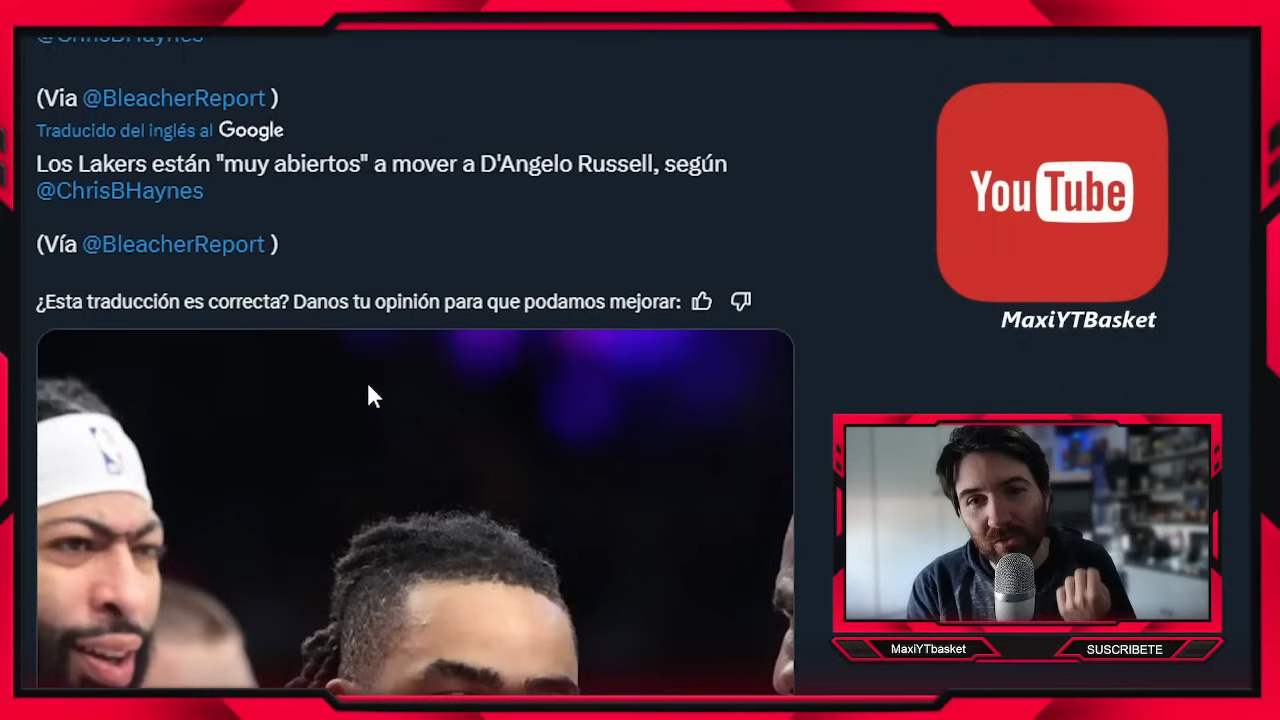 @ChrisBHaynes
(Via @BleacherReport )
Traducido del inglés al Google
Los Lakers están "muy abiertos" a mover a D'Angelo Russell, según
@ChrisBHaynes
(Vía @BleacherReport )
¿Esta traducción es correcta? Danos tu opinión para que podamos mejorar:
YouTube
MaxiYTBasket
MaxiYTbasket
SUSCRIBETE